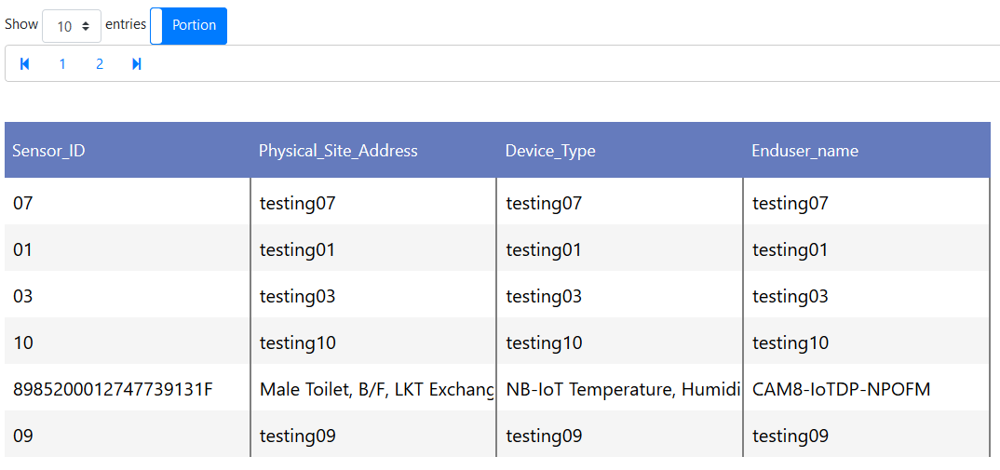 Show 10 entries Portion
1 2
Sensor_ID Physical_Site_Address Device_Type Enduser_name
07 testing07 testing07 testing07
01 testing01 testing01 testing01
03 testing03 testing03 testing03
10 testing10 testing10 testing10
8985200012747739131F Male Toilet, B/F, LKT Exchang NB-IoT Temperature, Humidi CAM8-IoTDP-NPOFM
09 testing09 testing09 testing09